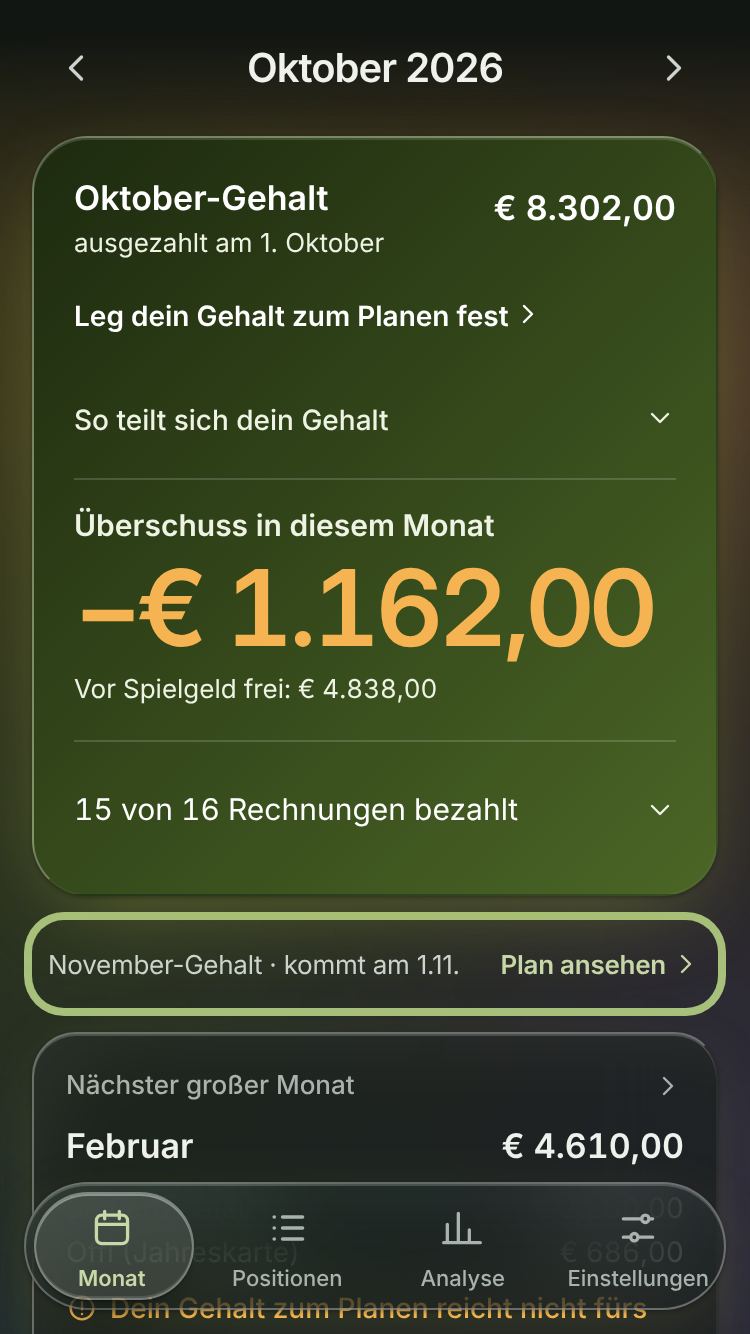 Oktober 2026
Oktober-Gehalt
€ 8.302,00
ausgezahlt am 1. Oktober
Leg dein Gehalt zum Planen fest
So teilt sich dein Gehalt
Überschuss in diesem Monat
−€ 1.162,00
Vor Spielgeld frei: € 4.838,00
15 von 16 Rechnungen bezahlt
November-Gehalt · kommt am 1.11. Plan ansehen
Nächster großer Monat
Februar € 4.610,00
Öffi (Jahreskarte) € 686,00
Monat Positionen Analyse Einstellungen
Dein Gehalt zum Planen reicht nicht fürs